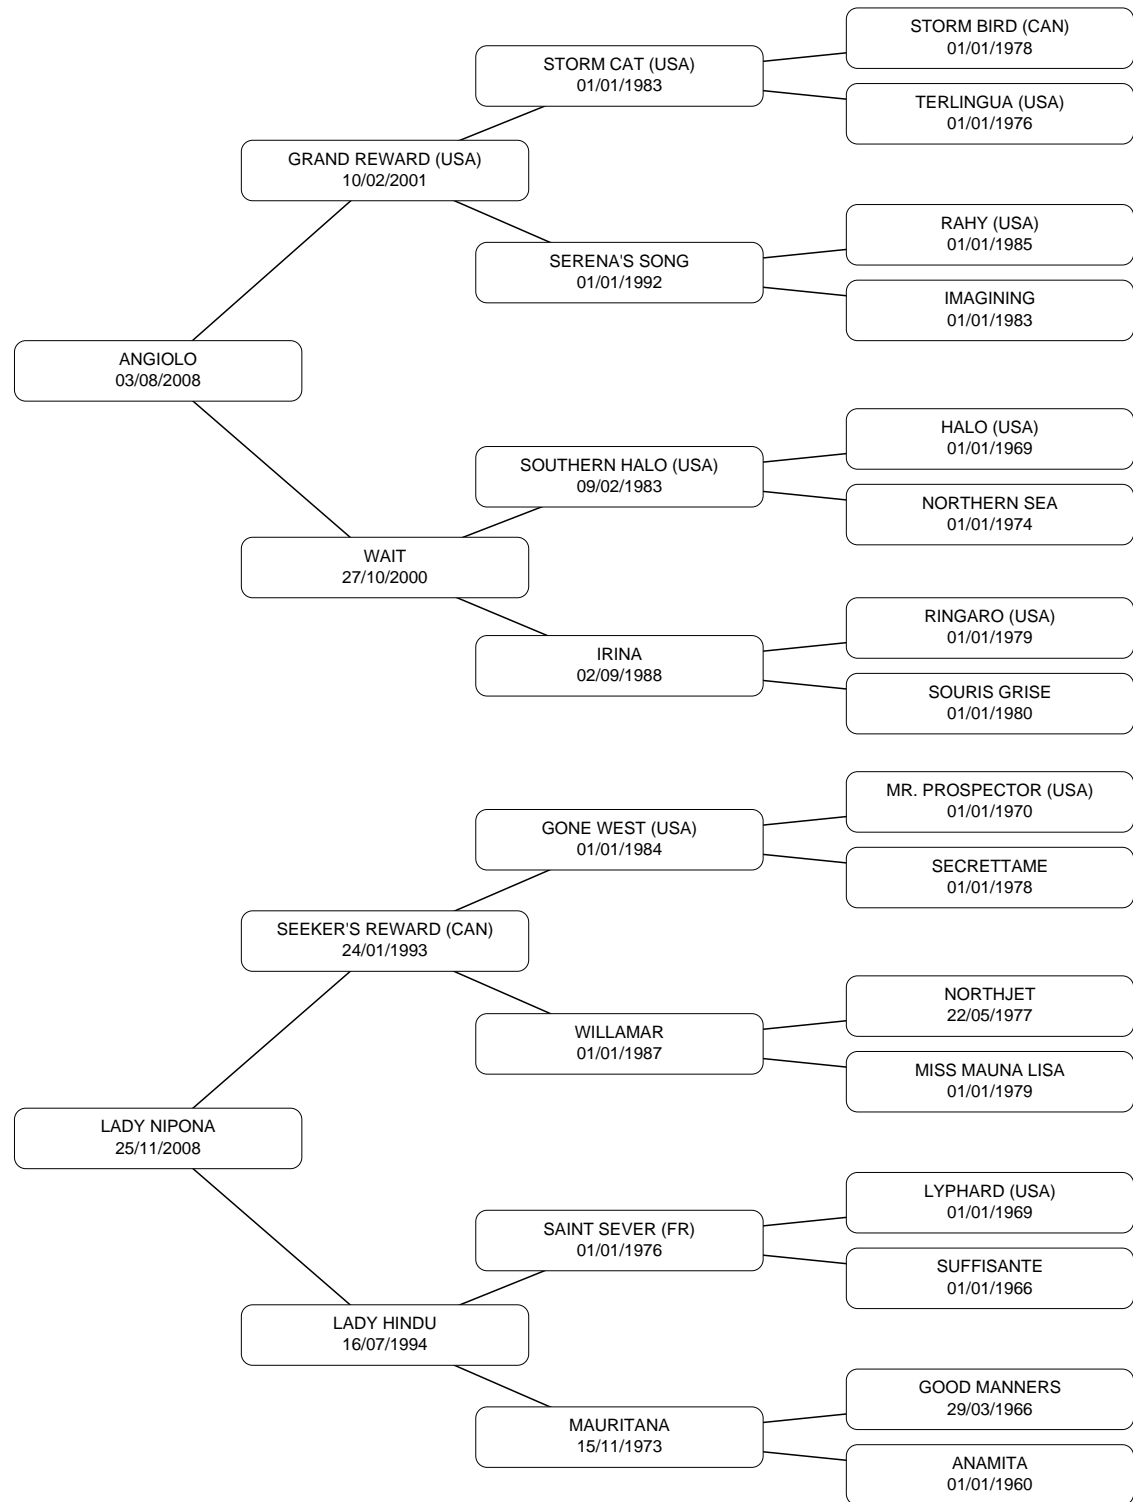 STORM BIRD (CAN)
01/01/1978
STORM CAT (USA)
01/01/1983
TERLINGUA (USA)
01/01/1976
GRAND REWARD (USA)
10/02/2001
RAHY (USA)
01/01/1985
SERENA'S SONG
01/01/1992
IMAGINING
01/01/1983
ANGIOLO
03/08/2008
HALO (USA)
01/01/1969
SOUTHERN HALO (USA)
09/02/1983
NORTHERN SEA
01/01/1974
WAIT
27/10/2000
RINGARO (USA)
01/01/1979
IRINA
02/09/1988
SOURIS GRISE
01/01/1980
MR. PROSPECTOR (USA)
01/01/1970
GONE WEST (USA)
01/01/1984
SECRETTAME
01/01/1978
SEEKER'S REWARD (CAN)
24/01/1993
NORTHJET
22/05/1977
WILLAMAR
01/01/1987
MISS MAUNA LISA
01/01/1979
LADY NIPONA
25/11/2008
LYPHARD (USA)
01/01/1969
SAINT SEVER (FR)
01/01/1976
SUFFISANTE
01/01/1966
LADY HINDU
16/07/1994
GOOD MANNERS
29/03/1966
MAURITANA
15/11/1973
ANAMITA
01/01/1960